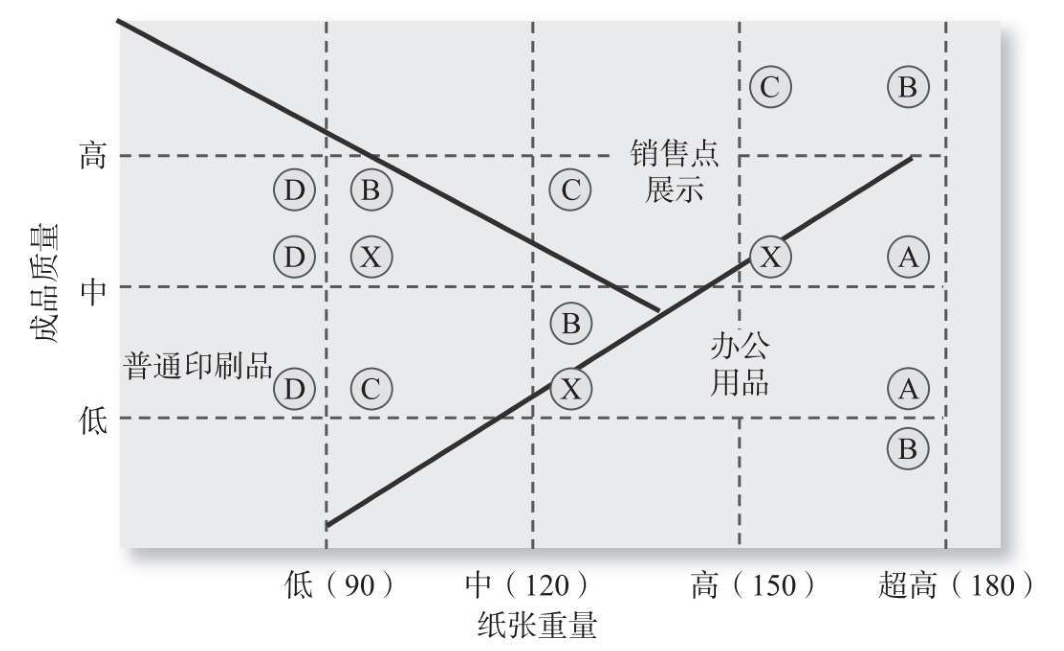 C B
高
销售点
展示
D B C
D X X A
中
成品质量
B
办公
用品
普通印刷品
D C X A
低
B
低（90） 中（120） 高（150） 超高（180）
纸张重量